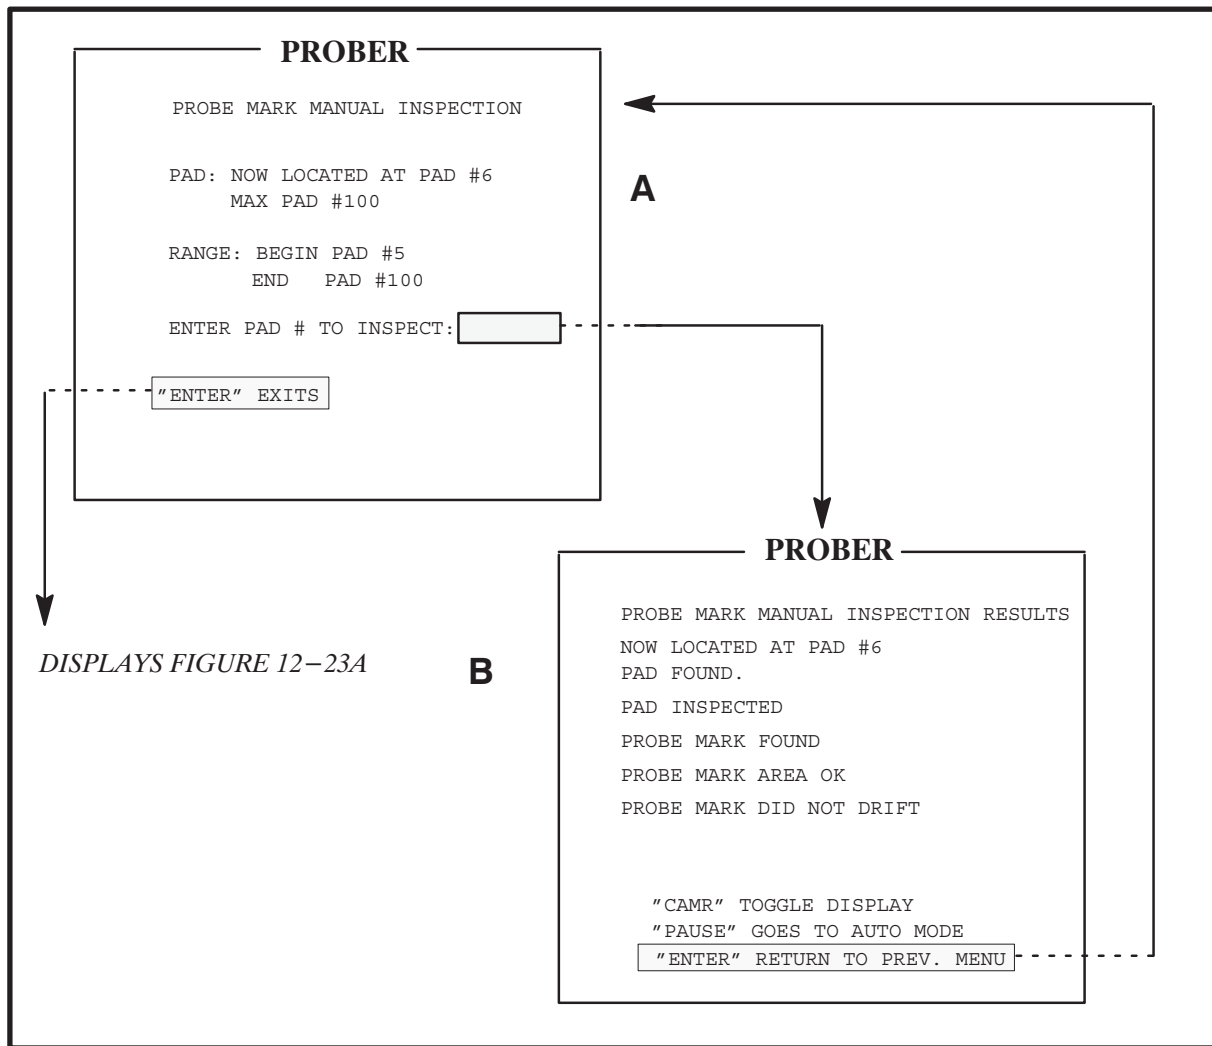 PROBER
PROBE MARK MANUAL INSPECTION
PAD: NOW LOCATED AT PAD #6
MAX PAD #100
RANGE: BEGIN PAD #5
END PAD #100
ENTER PAD # TO INSPECT:
"ENTER" EXITS
A
DISPLAYS FIGURE 12−23A
B
PROBER
PROBE MARK MANUAL INSPECTION RESULTS
NOW LOCATED AT PAD #6
PAD FOUND.
PAD INSPECTED
PROBE MARK FOUND
PROBE MARK AREA OK
PROBE MARK DID NOT DRIFT
"CAMR" TOGGLE DISPLAY
"PAUSE" GOES TO AUTO MODE
"ENTER" RETURN TO PREV. MENU